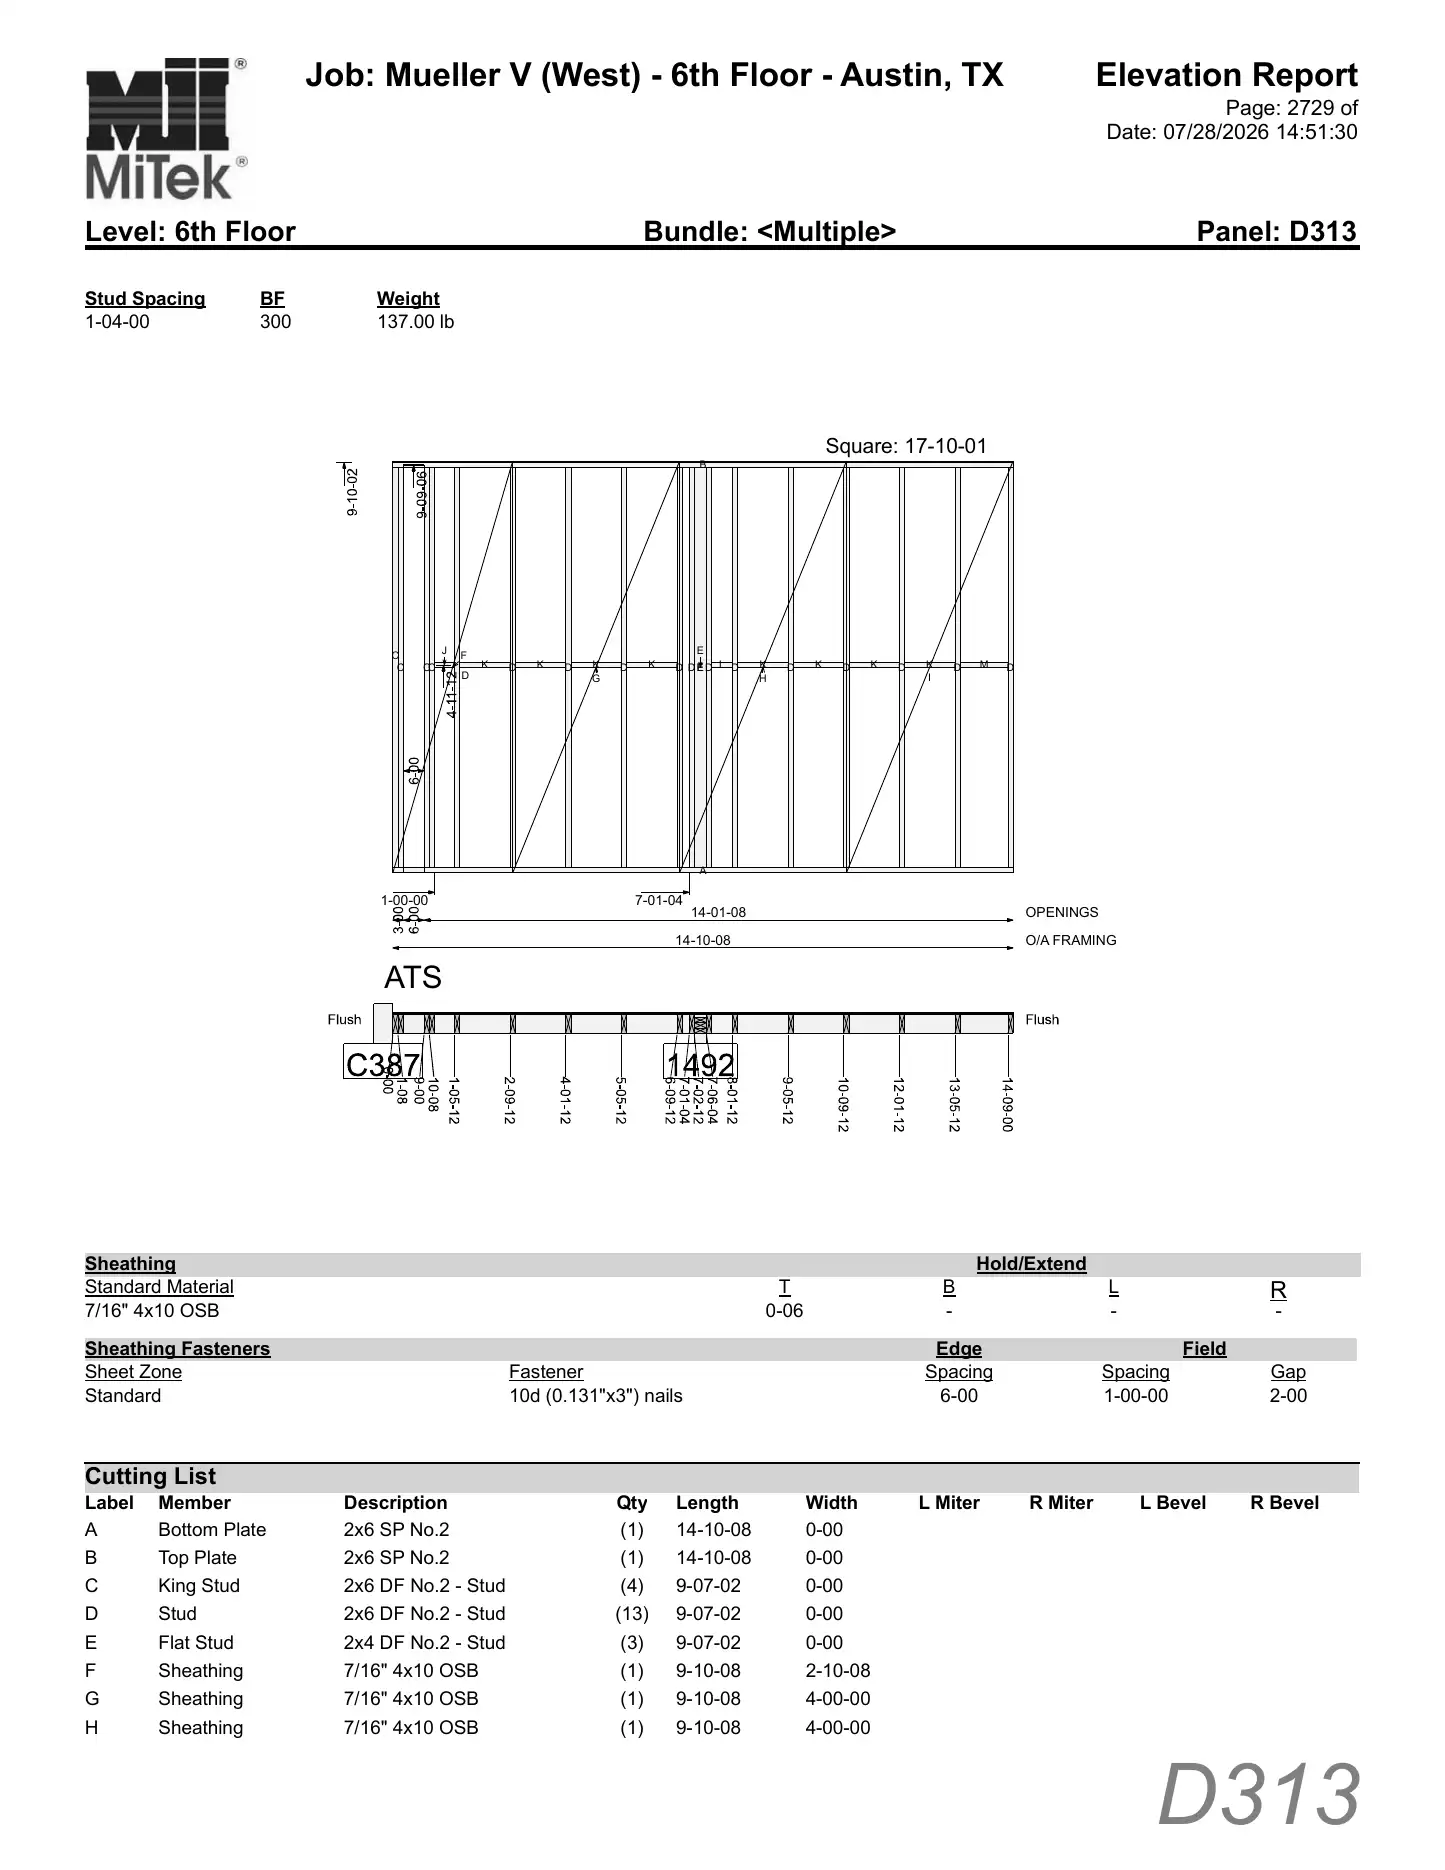 Job: Mueller V (West) - 6th Floor - Austin, TX
Elevation Report
Page: 2729 of
Date: 07/28/2026 14:51:30
MiTek®
Level: 6th Floor Bundle: <Multiple> Panel: D313
Stud Spacing BF Weight
1-04-00 300 137.00 lb
Square: 17-10-01
9-10-02
9-09-06
B
C C C C J F K K K K D D E E I K K K K D M D
D G H I
4-11-12
6-00
A
1-00-00 7-01-04
3-00 6-00 14-01-08 OPENINGS
14-10-08 O/A FRAMING
ATS
Flush Flush
C387 1492
0-00 1-08 9-00 10-08 1-05-12 2-09-12 4-01-12 5-05-12 6-09-12 7-01-04 7-02-12 7-06-04 8-01-12 9-05-12 10-09-12 12-01-12 13-05-12 14-09-00
Sheathing Hold/Extend
Standard Material T B L R
7/16" 4x10 OSB 0-06 - - -
Sheathing Fasteners Edge Field
Sheet Zone Fastener Spacing Spacing Gap
Standard 10d (0.131"x3") nails 6-00 1-00-00 2-00
Cutting List
Label Member Description Qty Length Width L Miter R Miter L Bevel R Bevel
A Bottom Plate 2x6 SP No.2 (1) 14-10-08 0-00
B Top Plate 2x6 SP No.2 (1) 14-10-08 0-00
C King Stud 2x6 DF No.2 - Stud (4) 9-07-02 0-00
D Stud 2x6 DF No.2 - Stud (13) 9-07-02 0-00
E Flat Stud 2x4 DF No.2 - Stud (3) 9-07-02 0-00
F Sheathing 7/16" 4x10 OSB (1) 9-10-08 2-10-08
G Sheathing 7/16" 4x10 OSB (1) 9-10-08 4-00-00
H Sheathing 7/16" 4x10 OSB (1) 9-10-08 4-00-00
D313